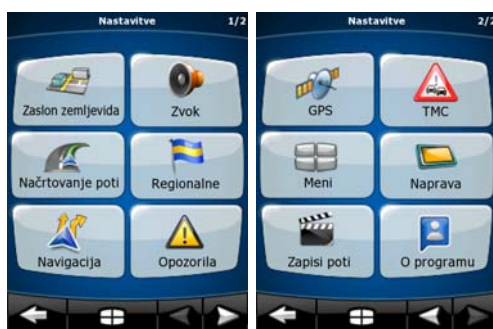 Nastavitve 1/2
Zaslon zemljevida Zvok
Načrtovanje poti Regionalne
Navigacija Opozorila
Nastavitve 2/2
GPS TMC
Meni Naprava
Zapisi poti O programu